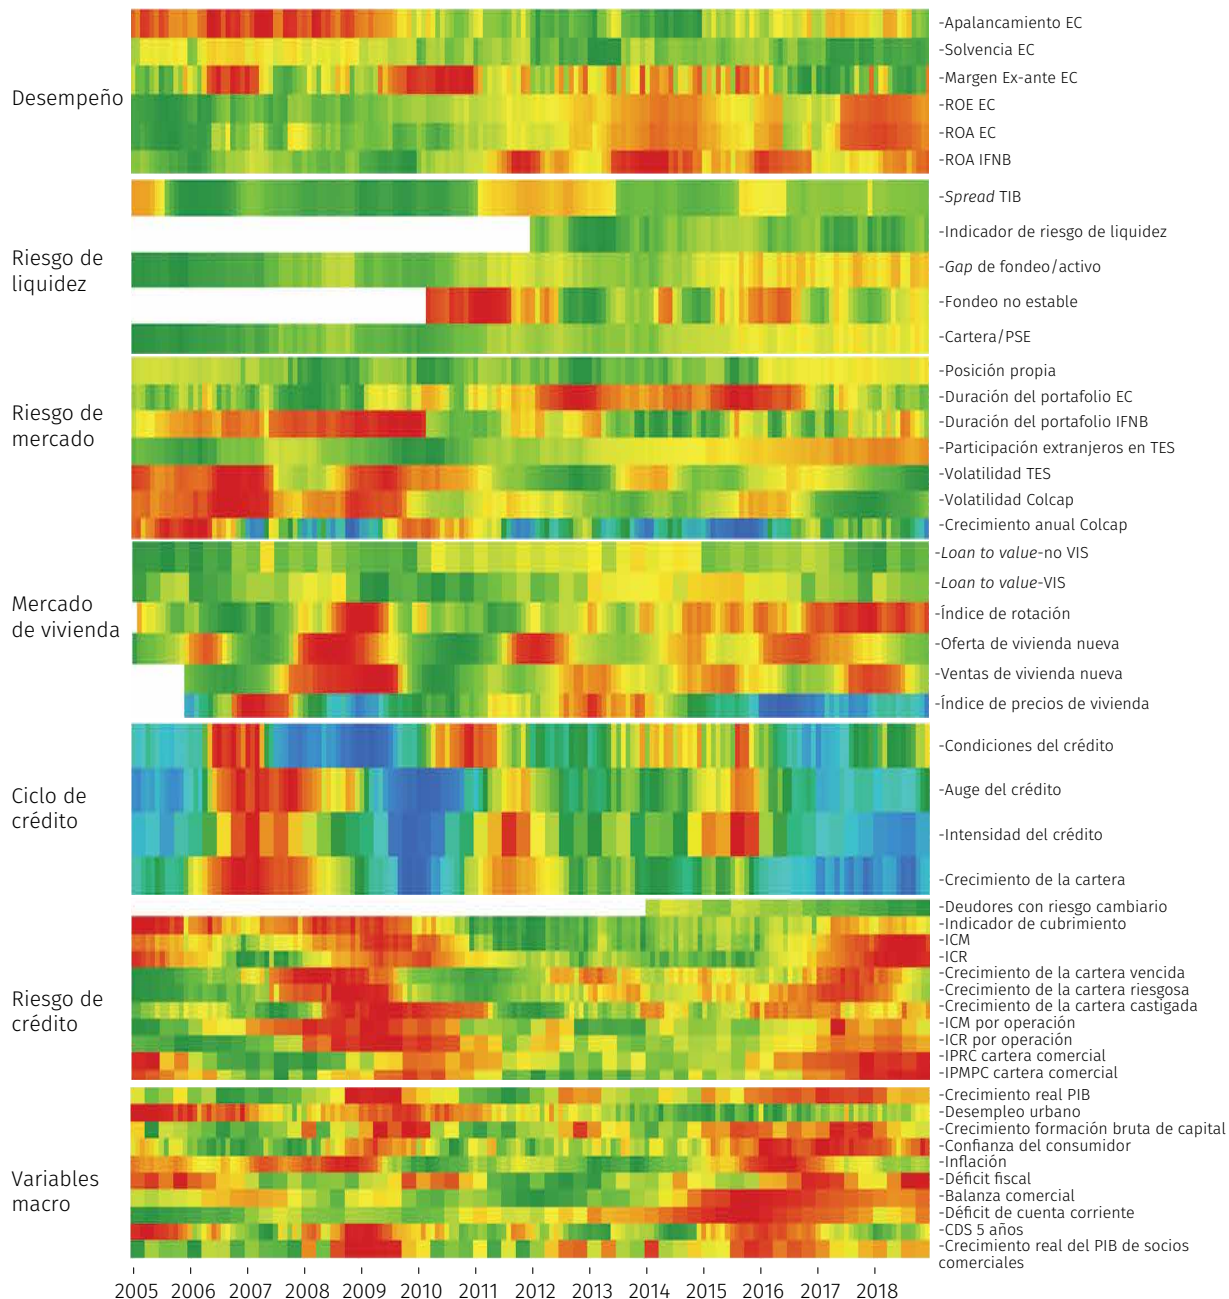 Desempeño
-Apalancamiento EC
-Solvencia EC
-Margen Ex-ante EC
-ROE EC
-ROA EC
-ROA IFNB
Riesgo de
liquidez
-Spread TIB
-Indicador de riesgo de liquidez
-Gap de fondeo/activo
-Fondeo no estable
-Cartera/PSE
Riesgo de
mercado
-Posición propia
-Duración del portafolio EC
-Duración del portafolio IFNB
-Participación extranjeros en TES
-Volatilidad TES
-Volatilidad Colcap
-Crecimiento anual Colcap
Mercado
de vivienda
-Loan to value-no VIS
-Loan to value-VIS
-Índice de rotación
-Oferta de vivienda nueva
-Ventas de vivienda nueva
-Índice de precios de vivienda
Ciclo de
crédito
-Condiciones del crédito
-Auge del crédito
-Intensidad del crédito
-Crecimiento de la cartera
Riesgo de
crédito
-Deudores con riesgo cambiario
-Indicador de cubrimiento
-ICM
-ICR
-Crecimiento de la cartera vencida
-Crecimiento de la cartera riesgosa
-Crecimiento de la cartera castigada
-ICM por operación
-ICR por operación
-IPRC cartera comercial
-IPMPC cartera comercial
Variables
macro
-Crecimiento real PIB
-Desempleo urbano
-Crecimiento formación bruta de capital
-Confianza del consumidor
-Inflación
-Déficit fiscal
-Balanza comercial
-Déficit de cuenta corriente
-CDS 5 años
-Crecimiento real del PIB de socios
comerciales
2005 2006 2007 2008 2009 2010 2011 2012 2013 2014 2015 2016 2017 2018